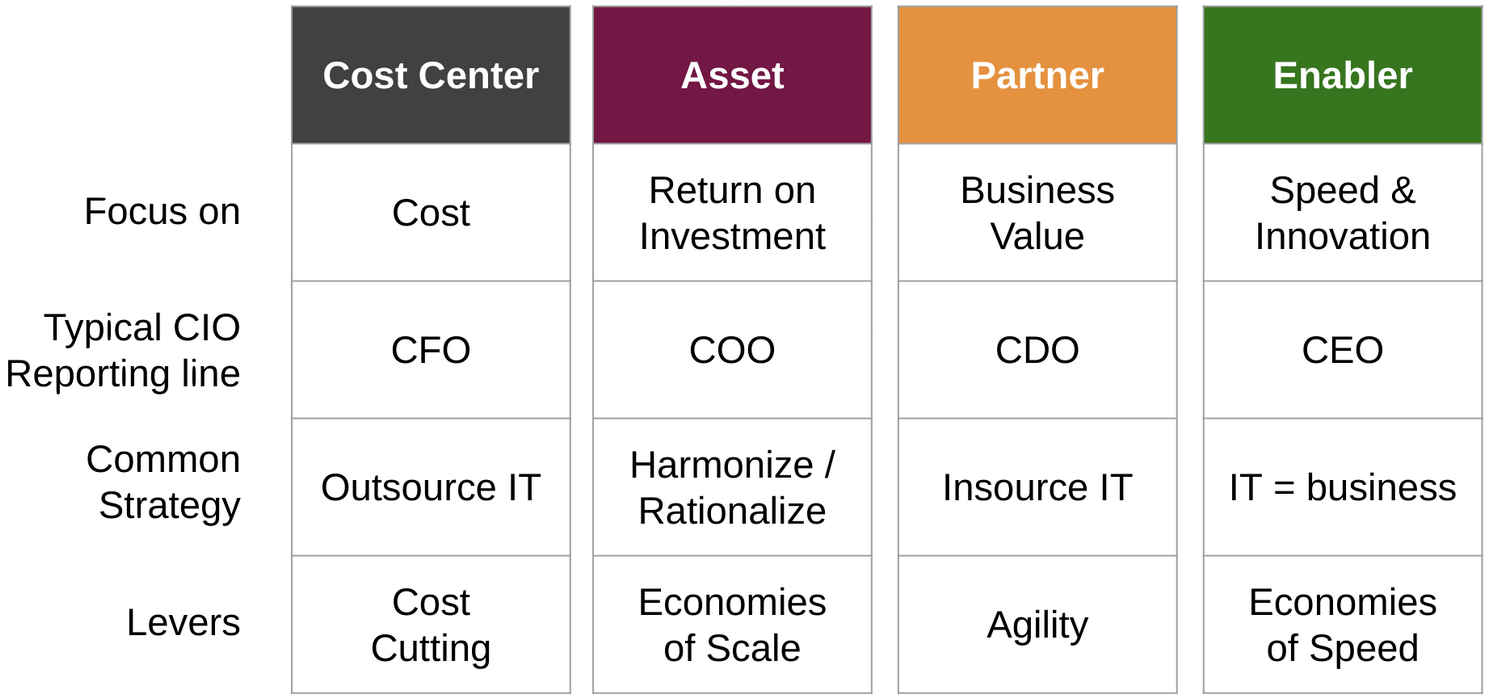 Cost Center
Asset
Partner
Enabler
Focus on
Cost
Return on
Investment
Business
Value
Speed &
Innovation
Typical CIO
Reporting line
CFO
COO
CDO
CEO
Common
Strategy
Outsource IT
Harmonize /
Rationalize
Insource IT
IT = business
Levers
Cost
Cutting
Economies
of Scale
Agility
Economies
of Speed